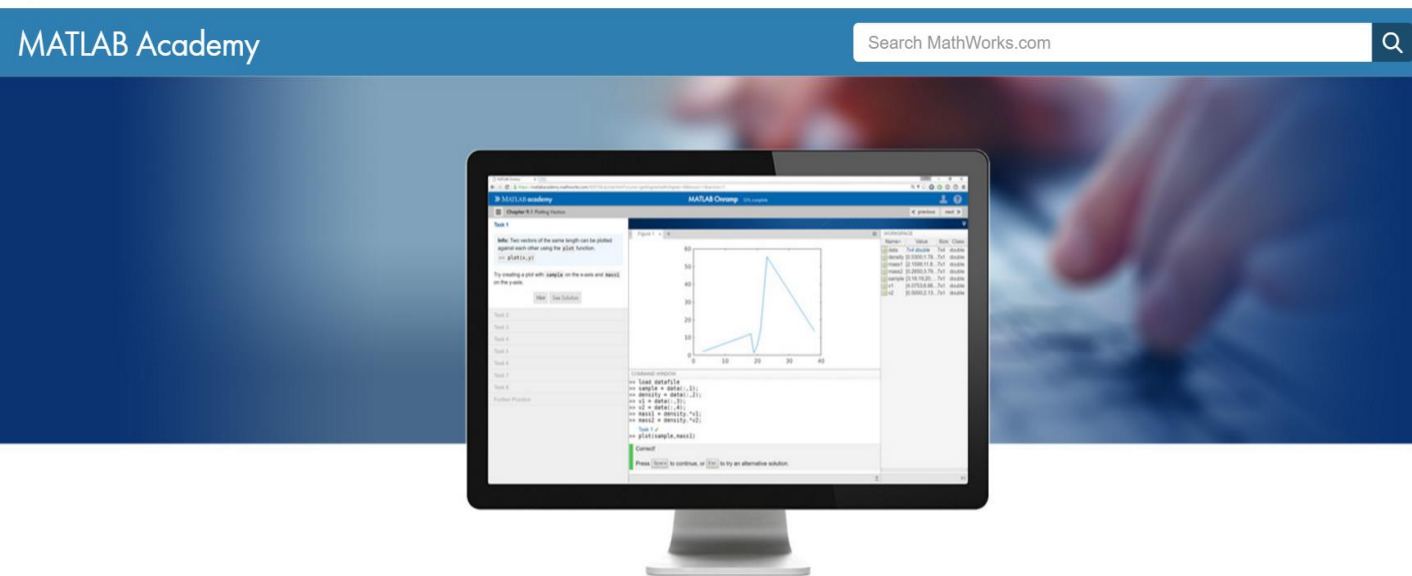 MATLAB Academy
Search MathWorks.com
MATLAB academy
MATLAB Onramp
previous
next
Chapter 9.1 Plotting Vectors
Task 1
Info: Two vectors of the same length can be plotted
against each other using the plot function.
>> plot(x,y)
Try creating a plot with sample on the x-axis and mass1
on the y-axis.
Hint See Solution
Task 2
Task 3
Task 4
Task 5
Task 6
Task 7
Task 8
Further Practice
Figure 1
60
50
40
30
20
10
0
0 10 20 30 40
COMMAND WINDOW
>> load datafile
>> sample = data(:,1);
>> density = data(:,2);
>> v1 = data(:,3);
>> v2 = data(:,4);
>> mass1 = density.*v1;
>> mass2 = density.*v2;
Task 1 ✓
>> plot(sample,mass1)
Correct!
Press Space to continue, or Esc to try an alternative solution.
WORKSPACE
Name Value Size Class
data 7x4 double 7x4 double
density 7x1 double
mass1 7x1 double
mass2 7x1 double
sample 7x1 double
v1 7x1 double
v2 7x1 double